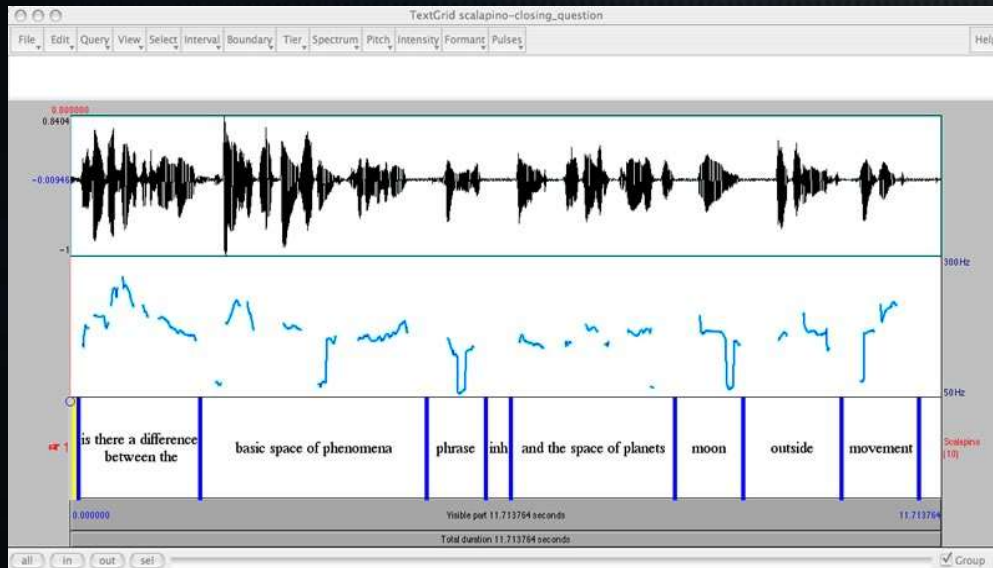 TextGrid scalapino-closing_question
File Edit Query View Select Interval Boundary Tier Spectrum Pitch Intensity Formant Pulses Help
0.000000
0.8404
-0.00946
-1
300 Hz
50 Hz
1
is there a difference between the
basic space of phenomena
phrase
inh
and the space of planets
moon
outside
movement
Scalapino
(10)
0.000000 Visible part 11.713764 seconds 11.713764
Total duration 11.713764 seconds
all in out sel Group